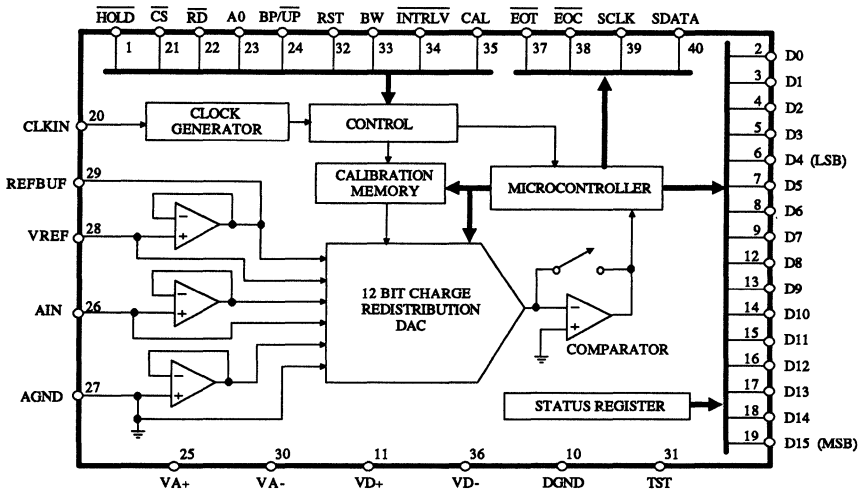 HOLD CS RD A0 BP/UP RST BW INTRLV CAL EOT EOC SCLK SDATA
1 21 22 23 24 32 33 34 35 37 38 39 40
2 D0
3 D1
4 D2
5 D3
6 D4 (LSB)
7 D5
8 D6
9 D7
12 D8
13 D9
14 D10
15 D11
16 D12
17 D13
18 D14
19 D15 (MSB)
CLKIN 20
CLOCK
GENERATOR
CONTROL
REFBUF 29
CALIBRATION
MEMORY
MICROCONTROLLER
VREF 28
- +
AIN 26
- +
12 BIT CHARGE
REDISTRIBUTION
DAC
- +
COMPARATOR
AGND 27
- +
STATUS REGISTER
25 30 11 36 10 31
VA+ VA- VD+ VD- DGND TST